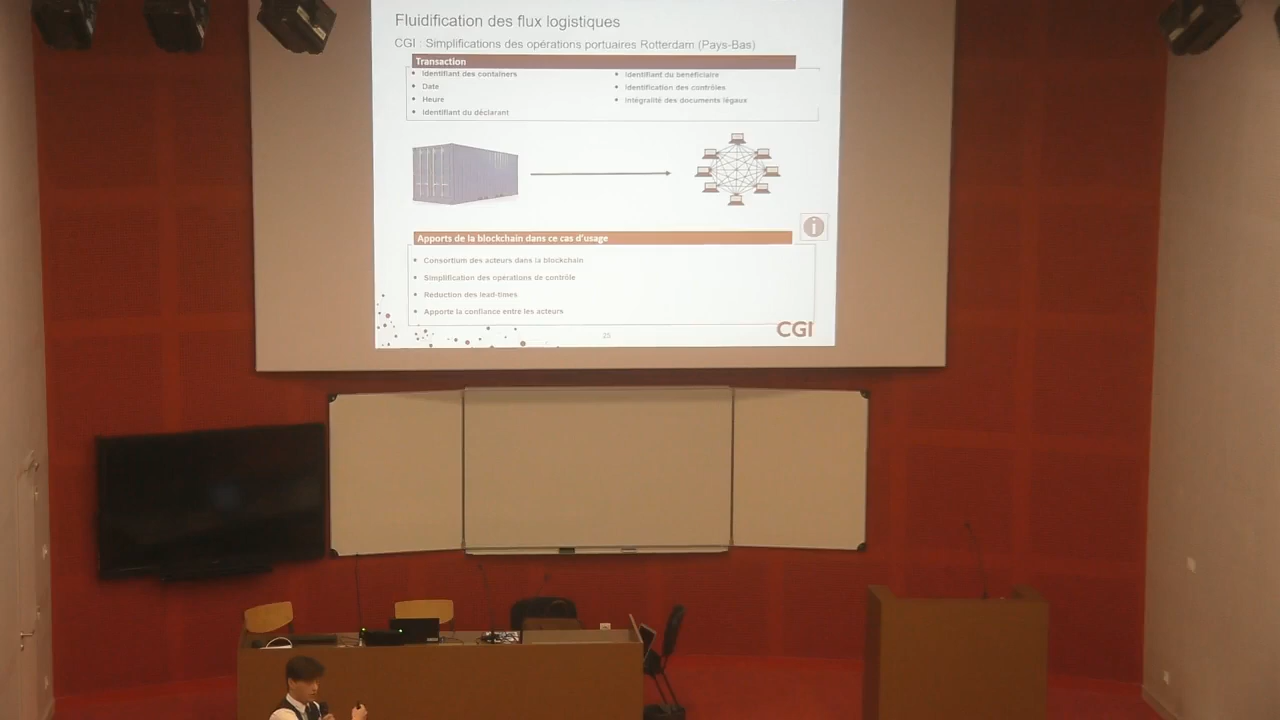 Fluidification des flux logistiques
CGI : Simplifications des opérations portuaires Rotterdam (Pays-Bas)
Transaction
• Identifiant des containers
• Date
• Heure
• Identifiant du déclarant
• Identifiant du bénéficiaire
• Identification des contrôles
• Intégralité des documents légaux
i
Apports de la blockchain dans ce cas d'usage
• Consortium des acteurs dans la blockchain
• Simplification des opérations de contrôle
• Réduction des lead-times
• Apporte la confiance entre les acteurs
25
CGI